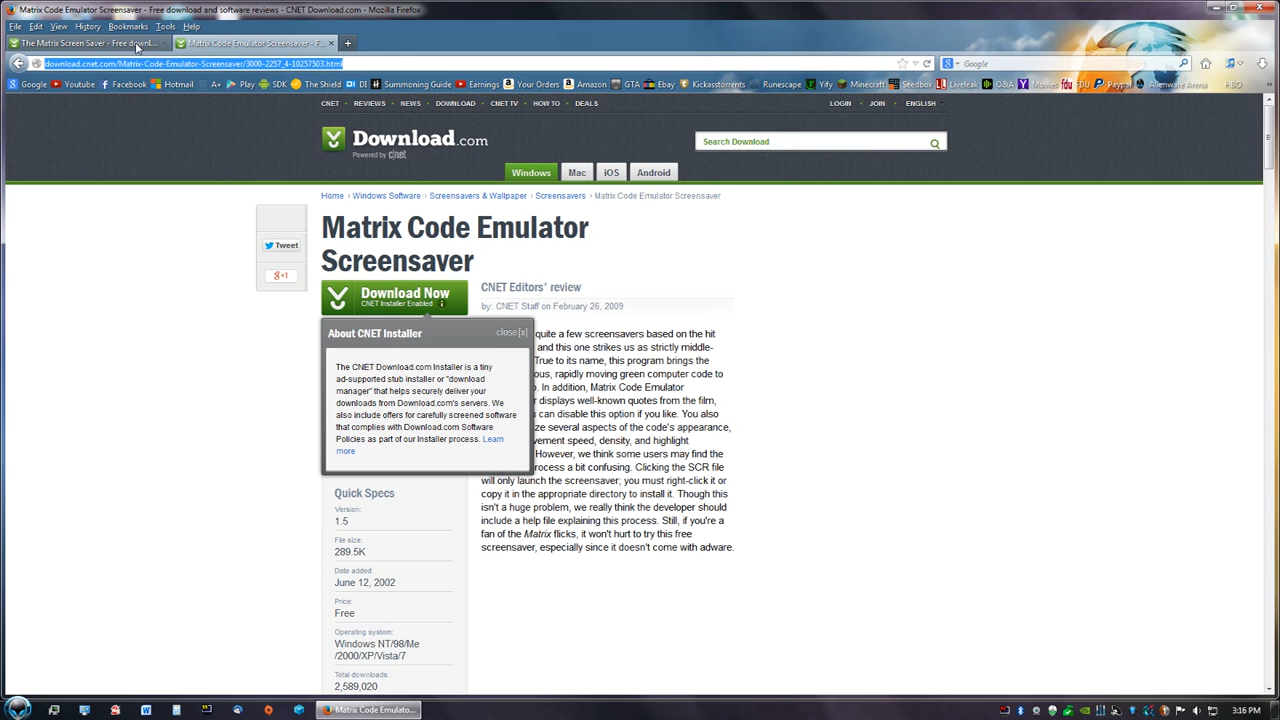 Matrix Code Emulator Screensaver - Free download and software reviews - CNET Download.com - Mozilla Firefox
File Edit View History Bookmarks Tools Help
The Matrix Screen Saver - Free downl...
Matrix Code Emulator Screensaver - F...
download.cnet.com/Matrix-Code-Emulator-Screensaver/3000-2257_4-10257503.html
Google
Google Youtube Facebook Hotmail A+ Play SDK The Shield DI Summoning Guide Earnings Your Orders Amazon GTA Ebay Kickasstorrents Runescape Yify Minecraft Seedbox Liveleak Q&A Movies FDU Paypal Alienware Arena HBO
CNET REVIEWS NEWS DOWNLOAD CNET TV HOW TO DEALS LOGIN JOIN ENGLISH
Download.com
Powered by c|net
Search Download
Windows Mac iOS Android
Home › Windows Software › Screensavers & Wallpaper › Screensavers › Matrix Code Emulator Screensaver
Matrix Code Emulator
Screensaver
Tweet
+1
Download Now
CNET Installer Enabled
About CNET Installer close[x]
The CNET Download.com Installer is a tiny
ad-supported stub installer or "download
manager" that helps securely deliver your
downloads from Download.com's servers. We
also include offers for carefully screened software
that complies with Download.com Software
Policies as part of our Installer process. Learn
more
CNET Editors' review
by: CNET Staff on February 26, 2009
quite a few screensavers based on the hit
and this one strikes us as strictly middle-
True to its name, this program brings the
ous, rapidly moving green computer code to
p. In addition, Matrix Code Emulator
r displays well-known quotes from the film,
u can disable this option if you like. You also
ze several aspects of the code's appearance,
vement speed, density, and highlight
However, we think some users may find the
process a bit confusing. Clicking the SCR file
will only launch the screensaver; you must right-click it or
copy it in the appropriate directory to install it. Though this
isn't a huge problem, we really think the developer should
include a help file explaining this process. Still, if you're a
fan of the Matrix flicks, it won't hurt to try this free
screensaver, especially since it doesn't come with adware.
Quick Specs
Version:
1.5
File size:
289.5K
Date added:
June 12, 2002
Price:
Free
Operating system:
Windows NT/98/Me
/2000/XP/Vista/7
Total downloads:
2,589,020
Matrix Code Emulato...
3:16 PM